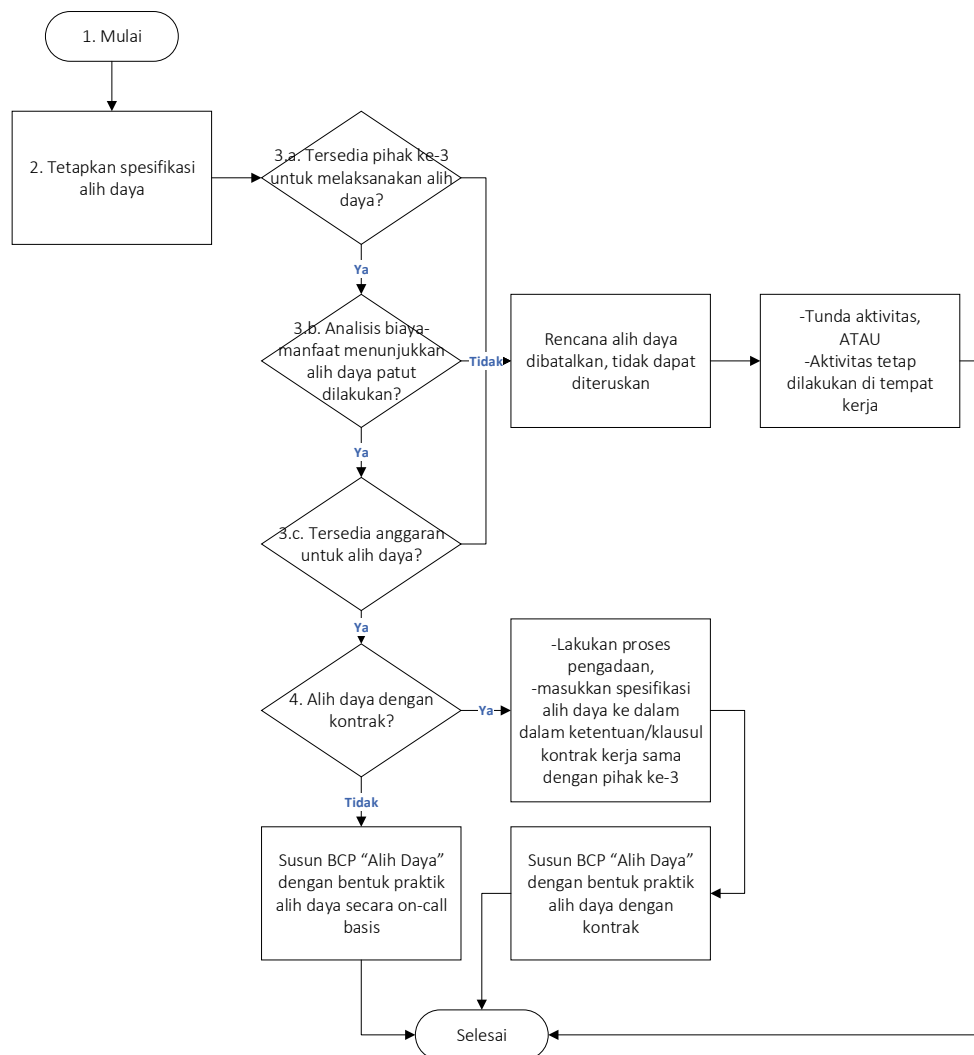 1. Mulai
2. Tetapkan spesifikasi
alih daya
3.a. Tersedia pihak ke-3
untuk melaksanakan alih
daya?
Ya
3.b. Analisis biaya-
manfaat menunjukkan
alih daya patut
dilakukan?
Tidak
Rencana alih daya
dibatalkan, tidak dapat
diteruskan
-Tunda aktivitas,
ATAU
-Aktivitas tetap
dilakukan di tempat
kerja
Ya
3.c. Tersedia anggaran
untuk alih daya?
Ya
4. Alih daya dengan
kontrak?
Ya
-Lakukan proses
pengadaan,
-masukkan spesifikasi
alih daya ke dalam
dalam ketentuan/klausul
kontrak kerja sama
dengan pihak ke-3
Tidak
Susun BCP “Alih Daya”
dengan bentuk praktik
alih daya secara on-call
basis
Susun BCP “Alih Daya”
dengan bentuk praktik
alih daya dengan
kontrak
Selesai